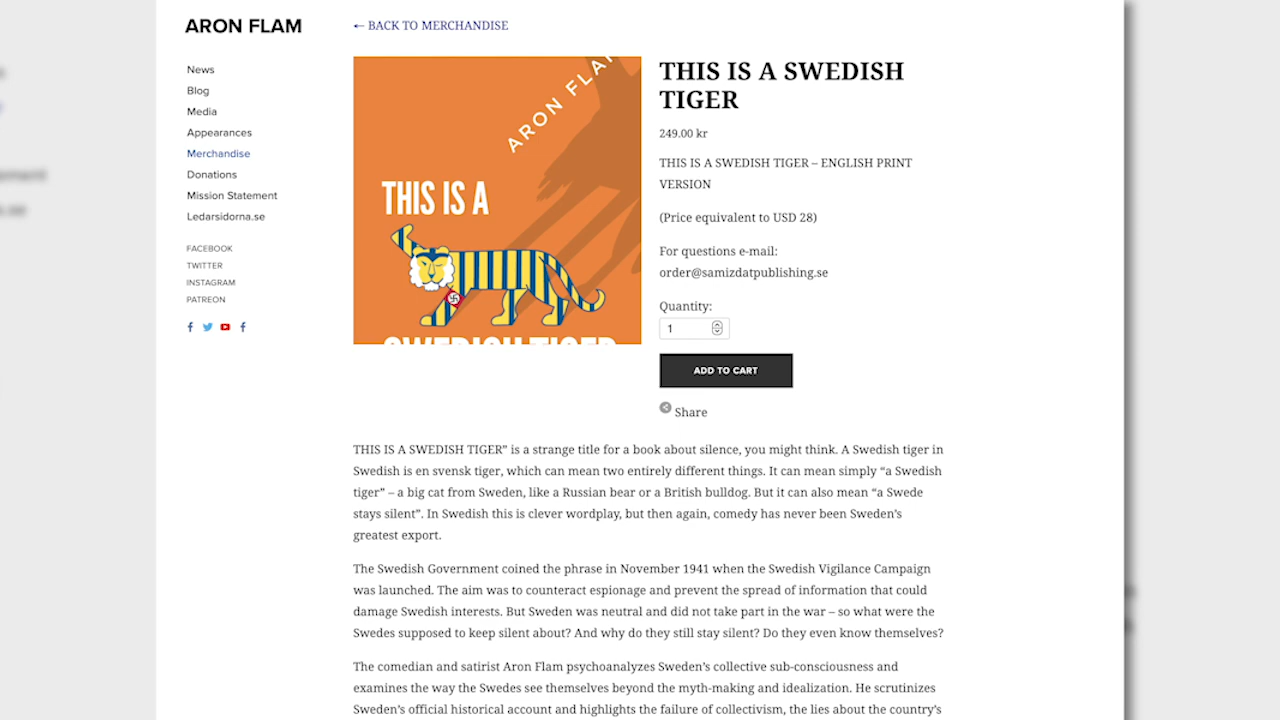 ARON FLAM
← BACK TO MERCHANDISE
News
Blog
Media
Appearances
Merchandise
Donations
Mission Statement
Ledarsidorna.se
FACEBOOK
TWITTER
INSTAGRAM
PATREON
ARON FLAM
THIS IS A
SWEDISH TIGER
THIS IS A SWEDISH
TIGER
249.00 kr
THIS IS A SWEDISH TIGER – ENGLISH PRINT
VERSION
(Price equivalent to USD 28)
For questions e-mail:
order@samizdatpublishing.se
Quantity:
1
ADD TO CART
Share
THIS IS A SWEDISH TIGER” is a strange title for a book about silence, you might think. A Swedish tiger in
Swedish is en svensk tiger, which can mean two entirely different things. It can mean simply “a Swedish
tiger” – a big cat from Sweden, like a Russian bear or a British bulldog. But it can also mean “a Swede
stays silent”. In Swedish this is clever wordplay, but then again, comedy has never been Sweden’s
greatest export.
The Swedish Government coined the phrase in November 1941 when the Swedish Vigilance Campaign
was launched. The aim was to counteract espionage and prevent the spread of information that could
damage Swedish interests. But Sweden was neutral and did not take part in the war – so what were the
Swedes supposed to keep silent about? And why do they still stay silent? Do they even know themselves?
The comedian and satirist Aron Flam psychoanalyzes Sweden’s collective sub-consciousness and
examines the way the Swedes see themselves beyond the myth-making and idealization. He scrutinizes
Sweden’s official historical account and highlights the failure of collectivism, the lies about the country’s